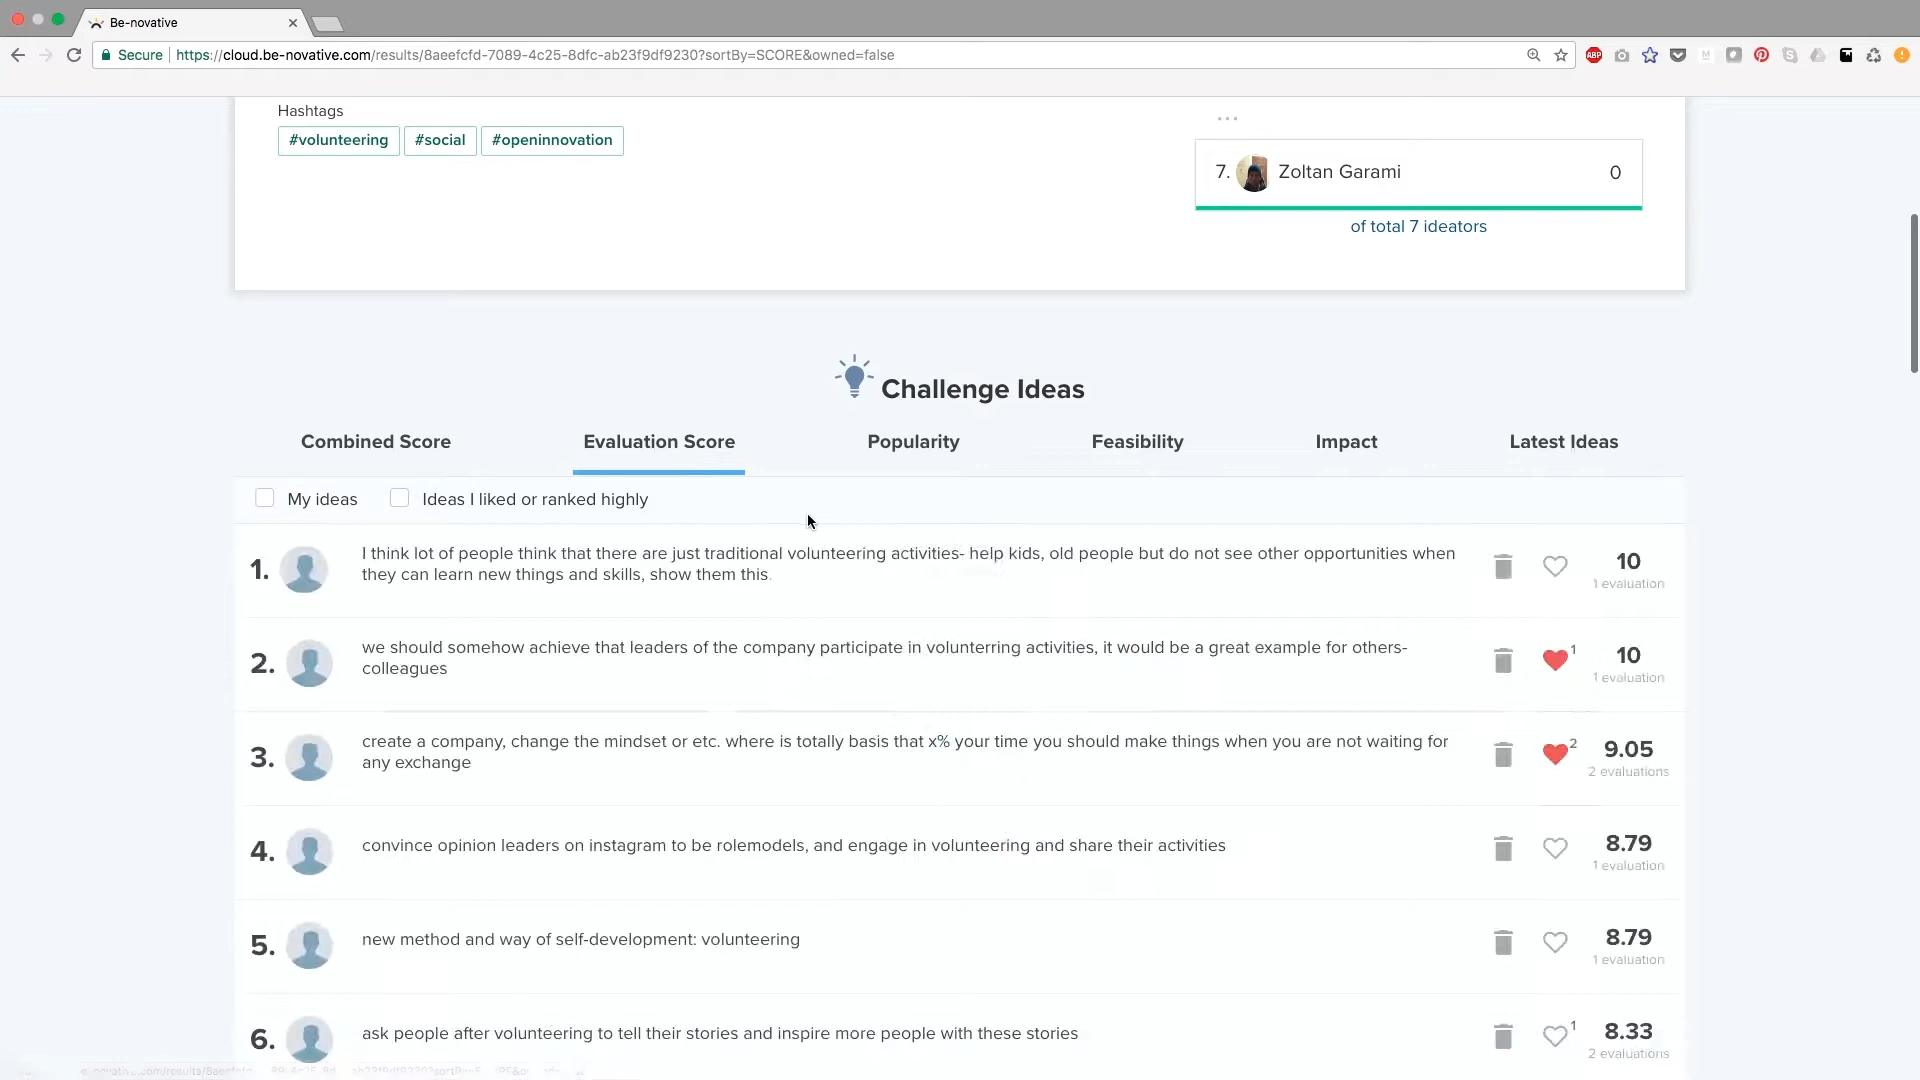 Be-novative
Secure https://cloud.be-novative.com/results/8aeefcfd-7089-4c25-8dfc-ab23f9df9230?sortBy=SCORE&owned=false
ABP
Hashtags
#volunteering #social #openinnovation
...
7. Zoltan Garami 0
of total 7 ideators
Challenge Ideas
Combined Score Evaluation Score Popularity Feasibility Impact Latest Ideas
My ideas Ideas I liked or ranked highly
1. I think lot of people think that there are just traditional volunteering activities- help kids, old people but do not see other opportunities when
they can learn new things and skills, show them this.
10
1 evaluation
2. we should somehow achieve that leaders of the company participate in volunterring activities, it would be a great example for others-
colleagues
1 10
1 evaluation
3. create a company, change the mindset or etc. where is totally basis that x% your time you should make things when you are not waiting for
any exchange
2 9.05
2 evaluations
4. convince opinion leaders on instagram to be rolemodels, and engage in volunteering and share their activities
8.79
1 evaluation
5. new method and way of self-development: volunteering
8.79
1 evaluation
6. ask people after volunteering to tell their stories and inspire more people with these stories
1 8.33
2 evaluations